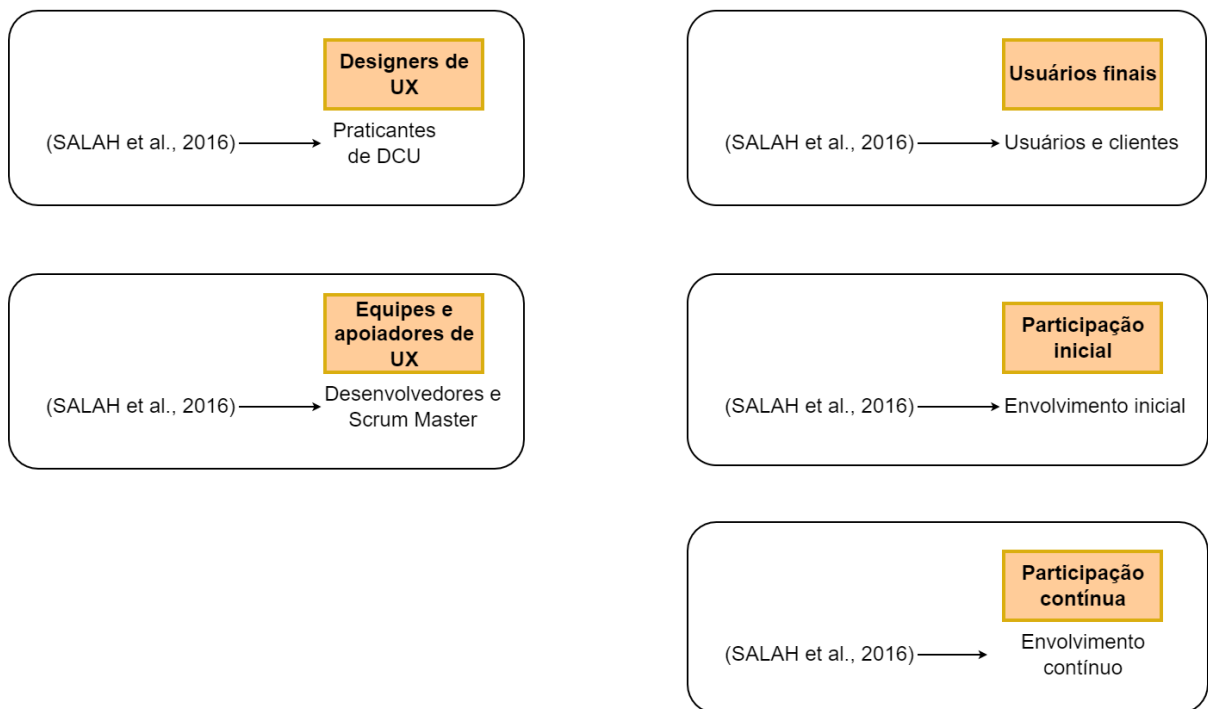 Designers de
UX
(SALAH et al., 2016)
Praticantes
de DCU
Usuários finais
(SALAH et al., 2016)
Usuários e clientes
Equipes e
apoiadores de
UX
(SALAH et al., 2016)
Desenvolvedores e
Scrum Master
Participação
inicial
(SALAH et al., 2016)
Envolvimento inicial
Participação
contínua
(SALAH et al., 2016)
Envolvimento
contínuo